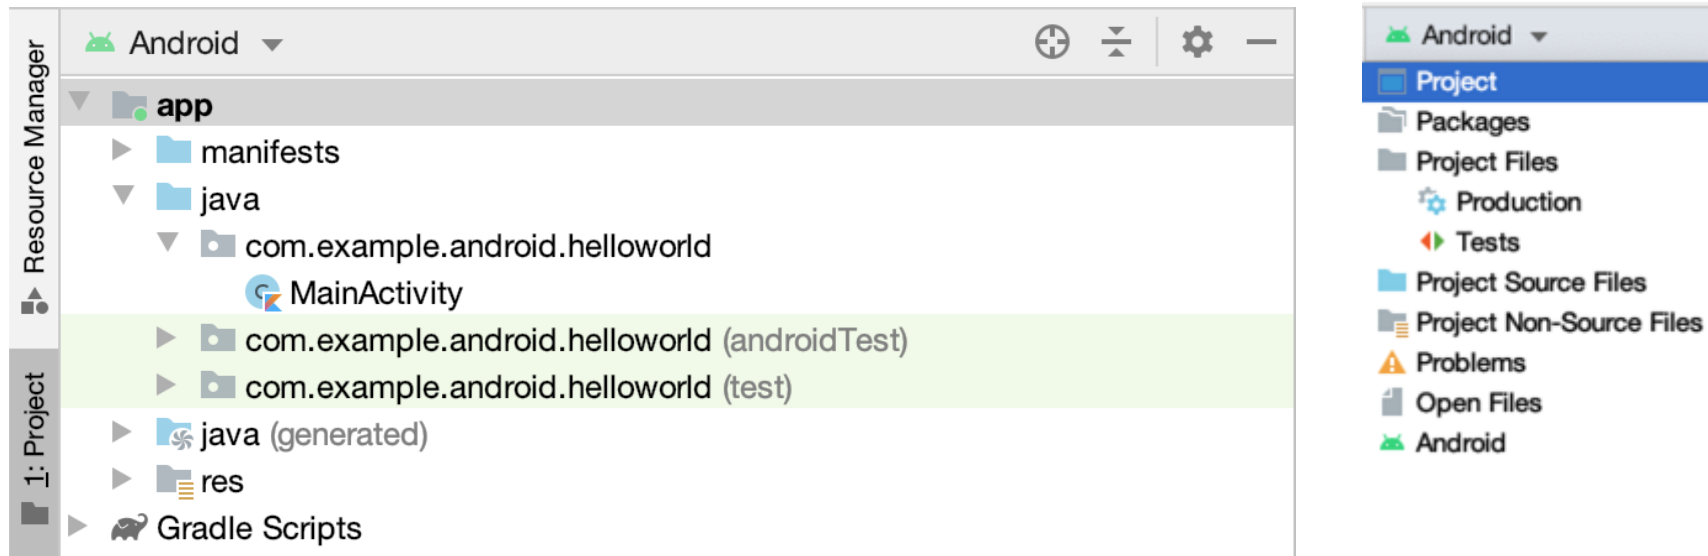 Resource Manager
1: Project
Android
app
manifests
java
com.example.android.helloworld
MainActivity
com.example.android.helloworld (androidTest)
com.example.android.helloworld (test)
java (generated)
res
Gradle Scripts
Android
Project
Packages
Project Files
Production
Tests
Project Source Files
Project Non-Source Files
Problems
Open Files
Android